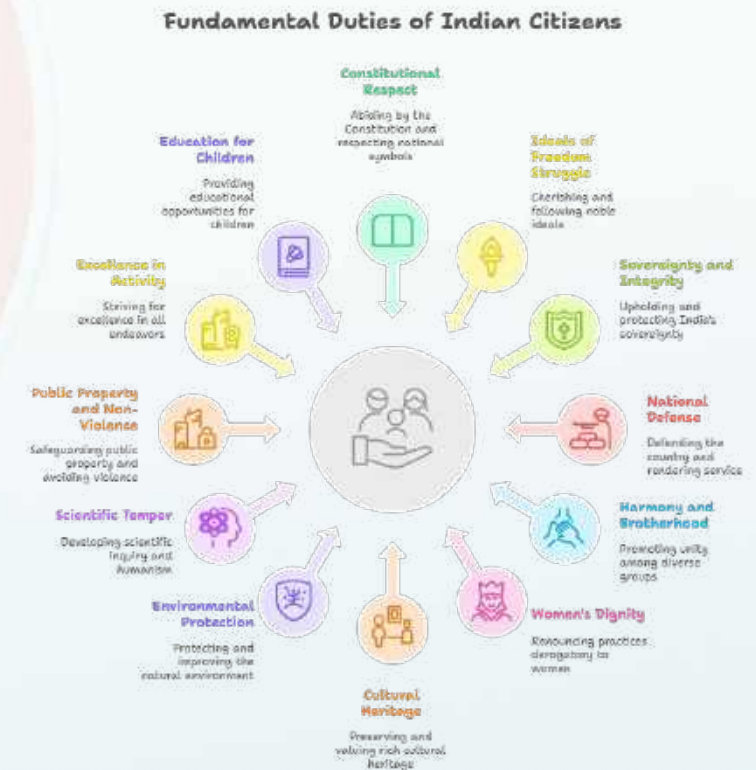 Fundamental Duties of Indian Citizens
Constitutional
Respect
Abiding by the
Constitution and
respecting national
symbols
Ideals of
Freedom
Struggle
Cherishing and
following noble
ideals
Sovereignty and
Integrity
Upholding and
protecting India's
sovereignty
National
Defense
Defending the
country and
rendering service
Harmony and
Brotherhood
Promoting unity
among diverse
groups
Women's Dignity
Renouncing practices
derogatory to
women
Cultural
Heritage
Preserving and
valuing rich cultural
heritage
Environmental
Protection
Protecting and
improving the
natural environment
Scientific Temper
Developing scientific
inquiry and
humanism
Public Property
and Non-
Violence
Safeguarding public
property and
avoiding violence
Excellence in
Activity
Striving for
excellence in all
endeavors
Education for
Children
Providing
educational
opportunities for
children